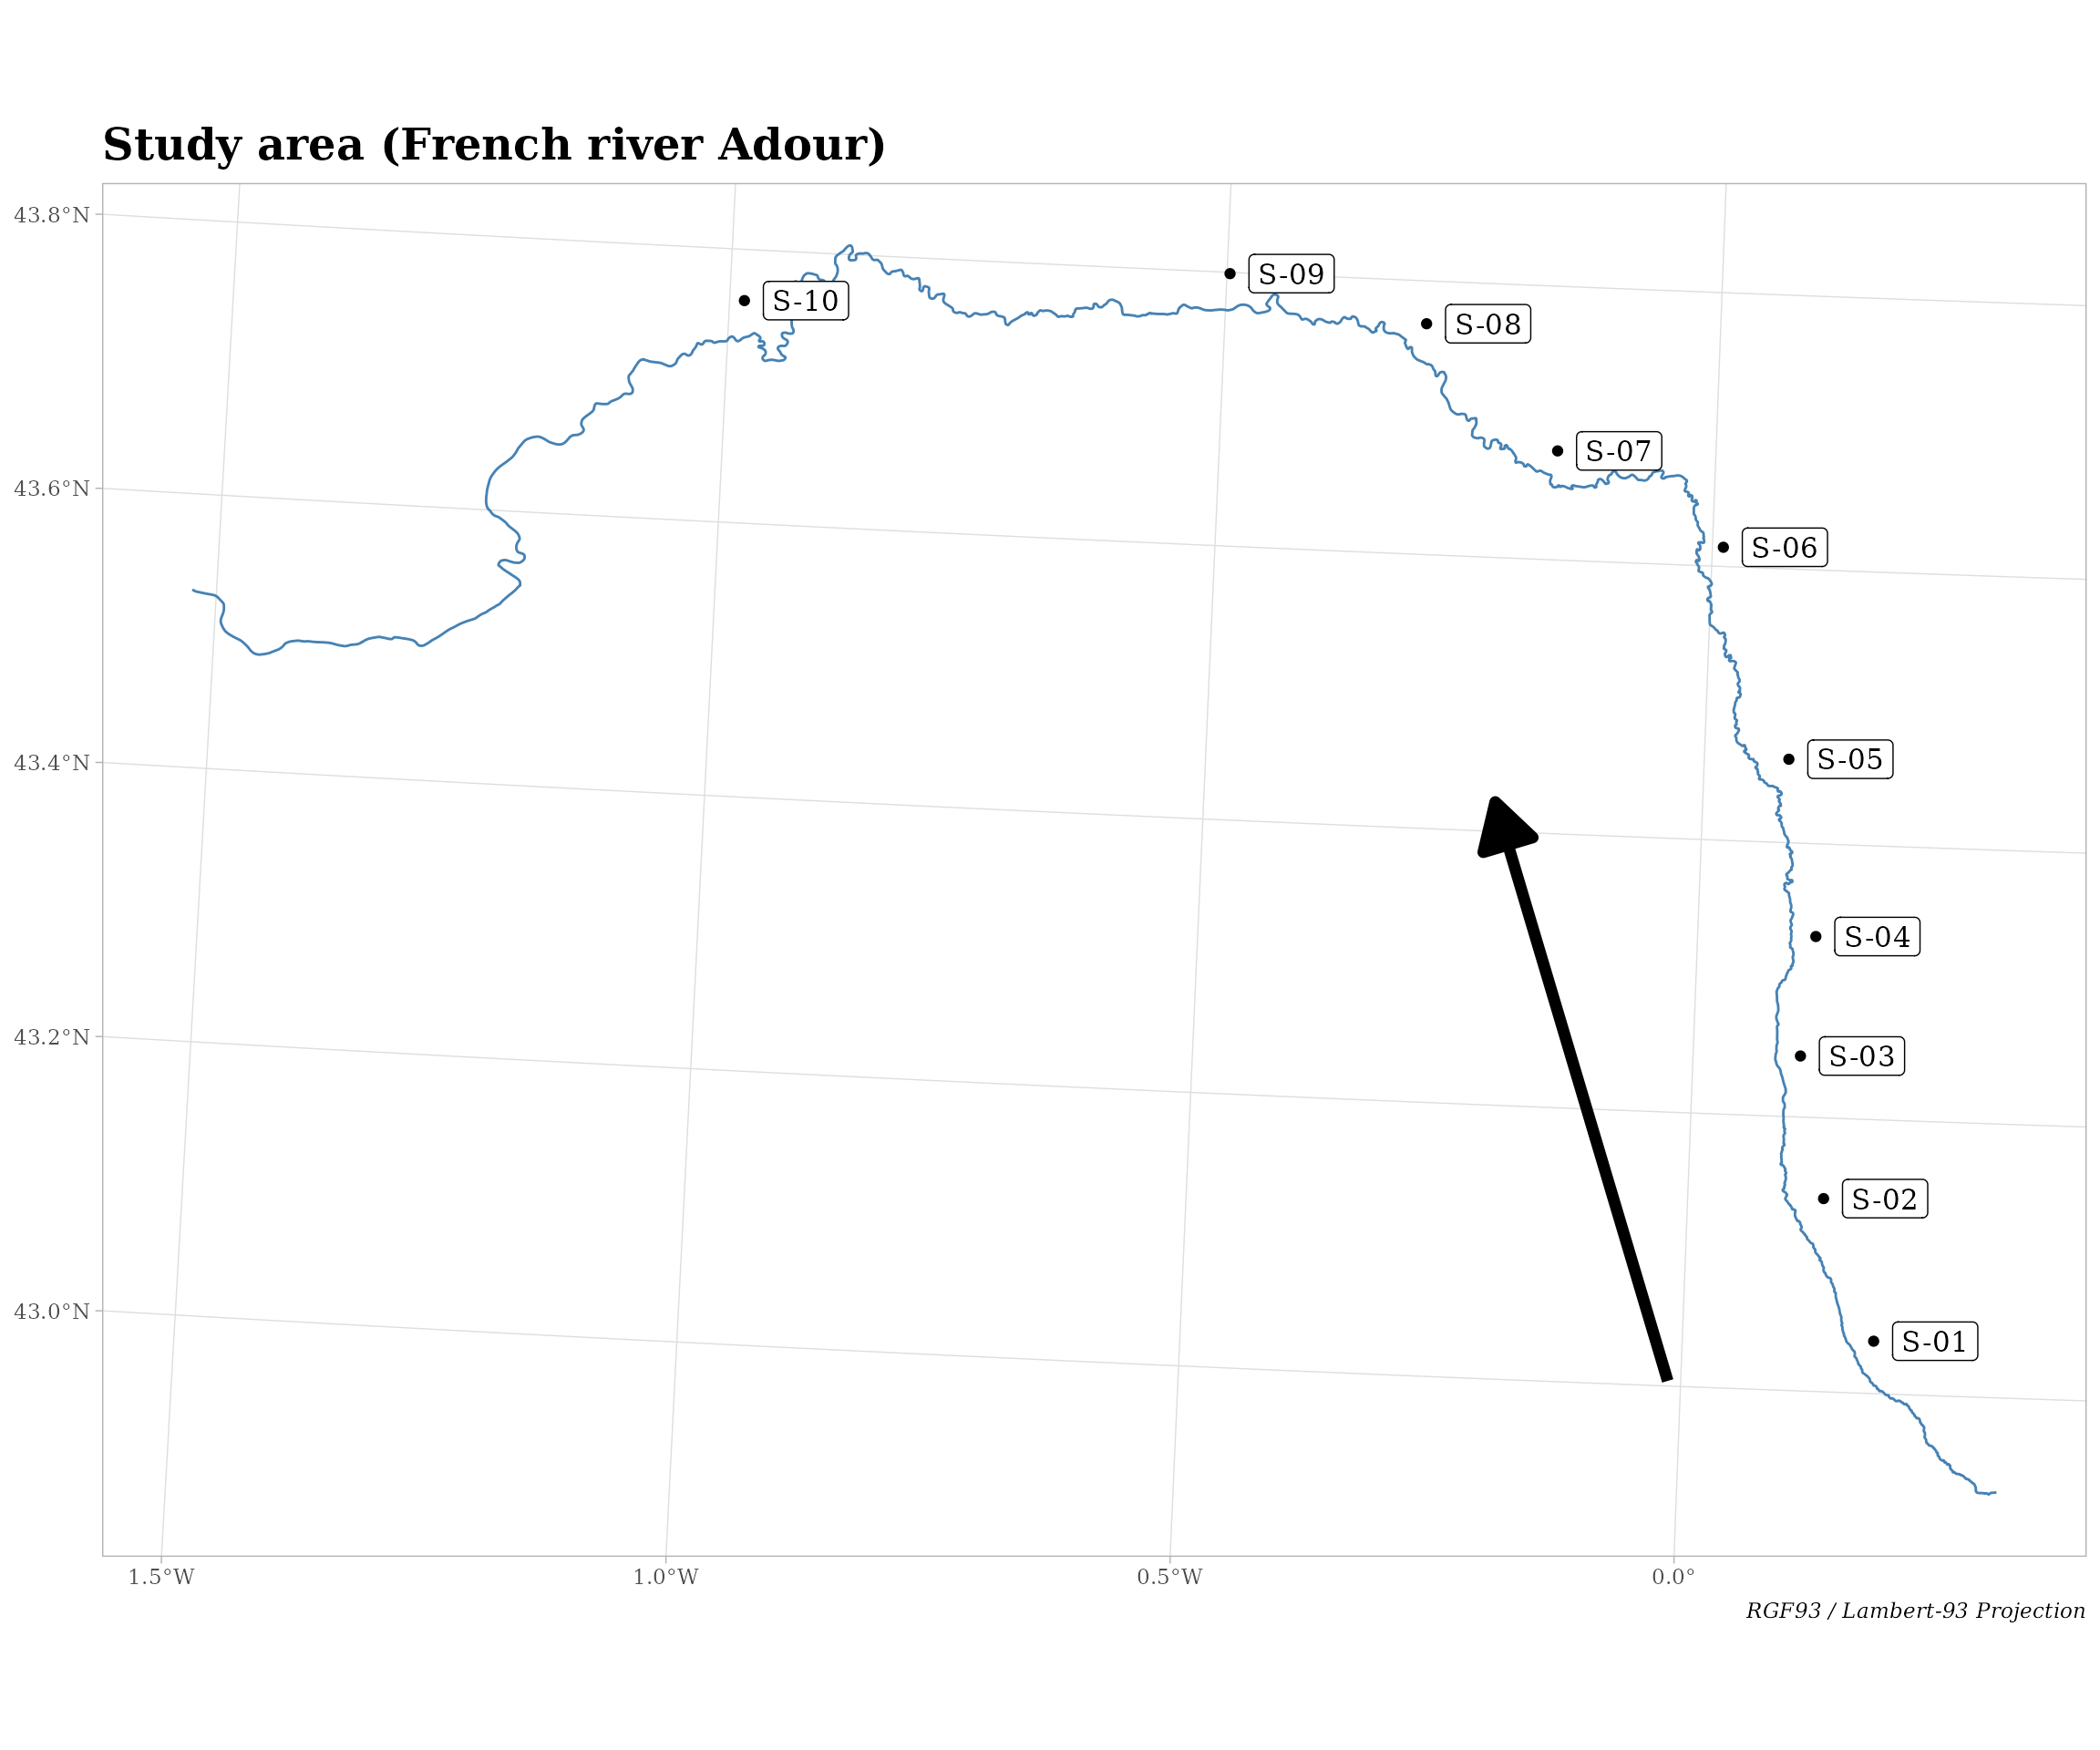 Study area (French river Adour)
43.8°N
S-09
S-10
S-08
S-07
43.6°N
S-06
43.4°N
S-05
S-04
43.2°N
S-03
S-02
43.0°N
S-01
1.5°W 1.0°W 0.5°W 0.0°
RGF93 / Lambert-93 Projection